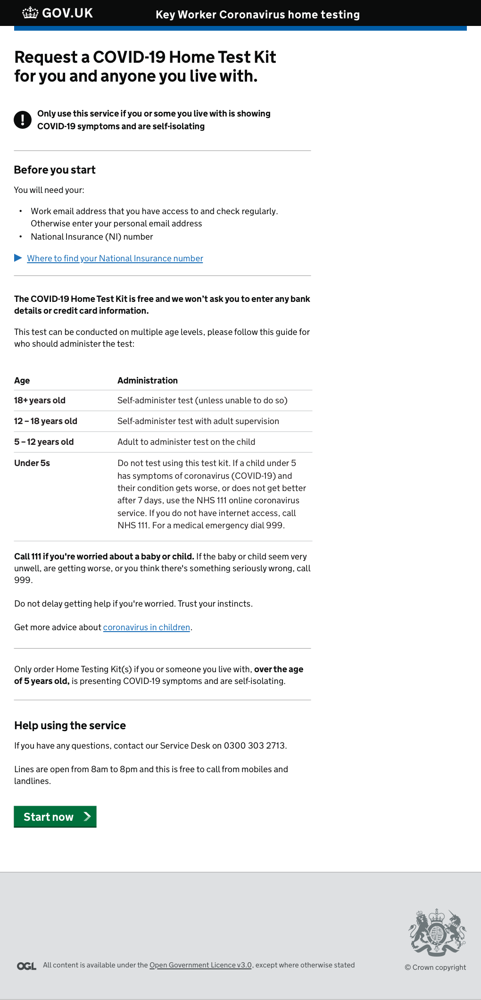 GOV.UK
Key Worker Coronavirus home testing
Request a COVID-19 Home Test Kit
for you and anyone you live with.
!
Only use this service if you or some you live with is showing
COVID-19 symptoms and are self-isolating
Before you start
You will need your:
• Work email address that you have access to and check regularly.
Otherwise enter your personal email address
• National Insurance (NI) number
Where to find your National Insurance number
The COVID-19 Home Test Kit is free and we won’t ask you to enter any bank
details or credit card information.
This test can be conducted on multiple age levels, please follow this guide for
who should administer the test:
Age Administration
18+ years old Self-administer test (unless unable to do so)
12 – 18 years old Self-administer test with adult supervision
5 – 12 years old Adult to administer test on the child
Under 5s Do not test using this test kit. If a child under 5
has symptoms of coronavirus (COVID-19) and
their condition gets worse, or does not get better
after 7 days, use the NHS 111 online coronavirus
service. If you do not have internet access, call
NHS 111. For a medical emergency dial 999.
Call 111 if you're worried about a baby or child. If the baby or child seem very
unwell, are getting worse, or you think there's something seriously wrong, call
999.
Do not delay getting help if you're worried. Trust your instincts.
Get more advice about coronavirus in children.
Only order Home Testing Kit(s) if you or someone you live with, over the age
of 5 years old, is presenting COVID-19 symptoms and are self-isolating.
Help using the service
If you have any questions, contact our Service Desk on 0300 303 2713.
Lines are open from 8am to 8pm and this is free to call from mobiles and
landlines.
Start now
OGL All content is available under the Open Government Licence v3.0, except where otherwise stated
© Crown copyright